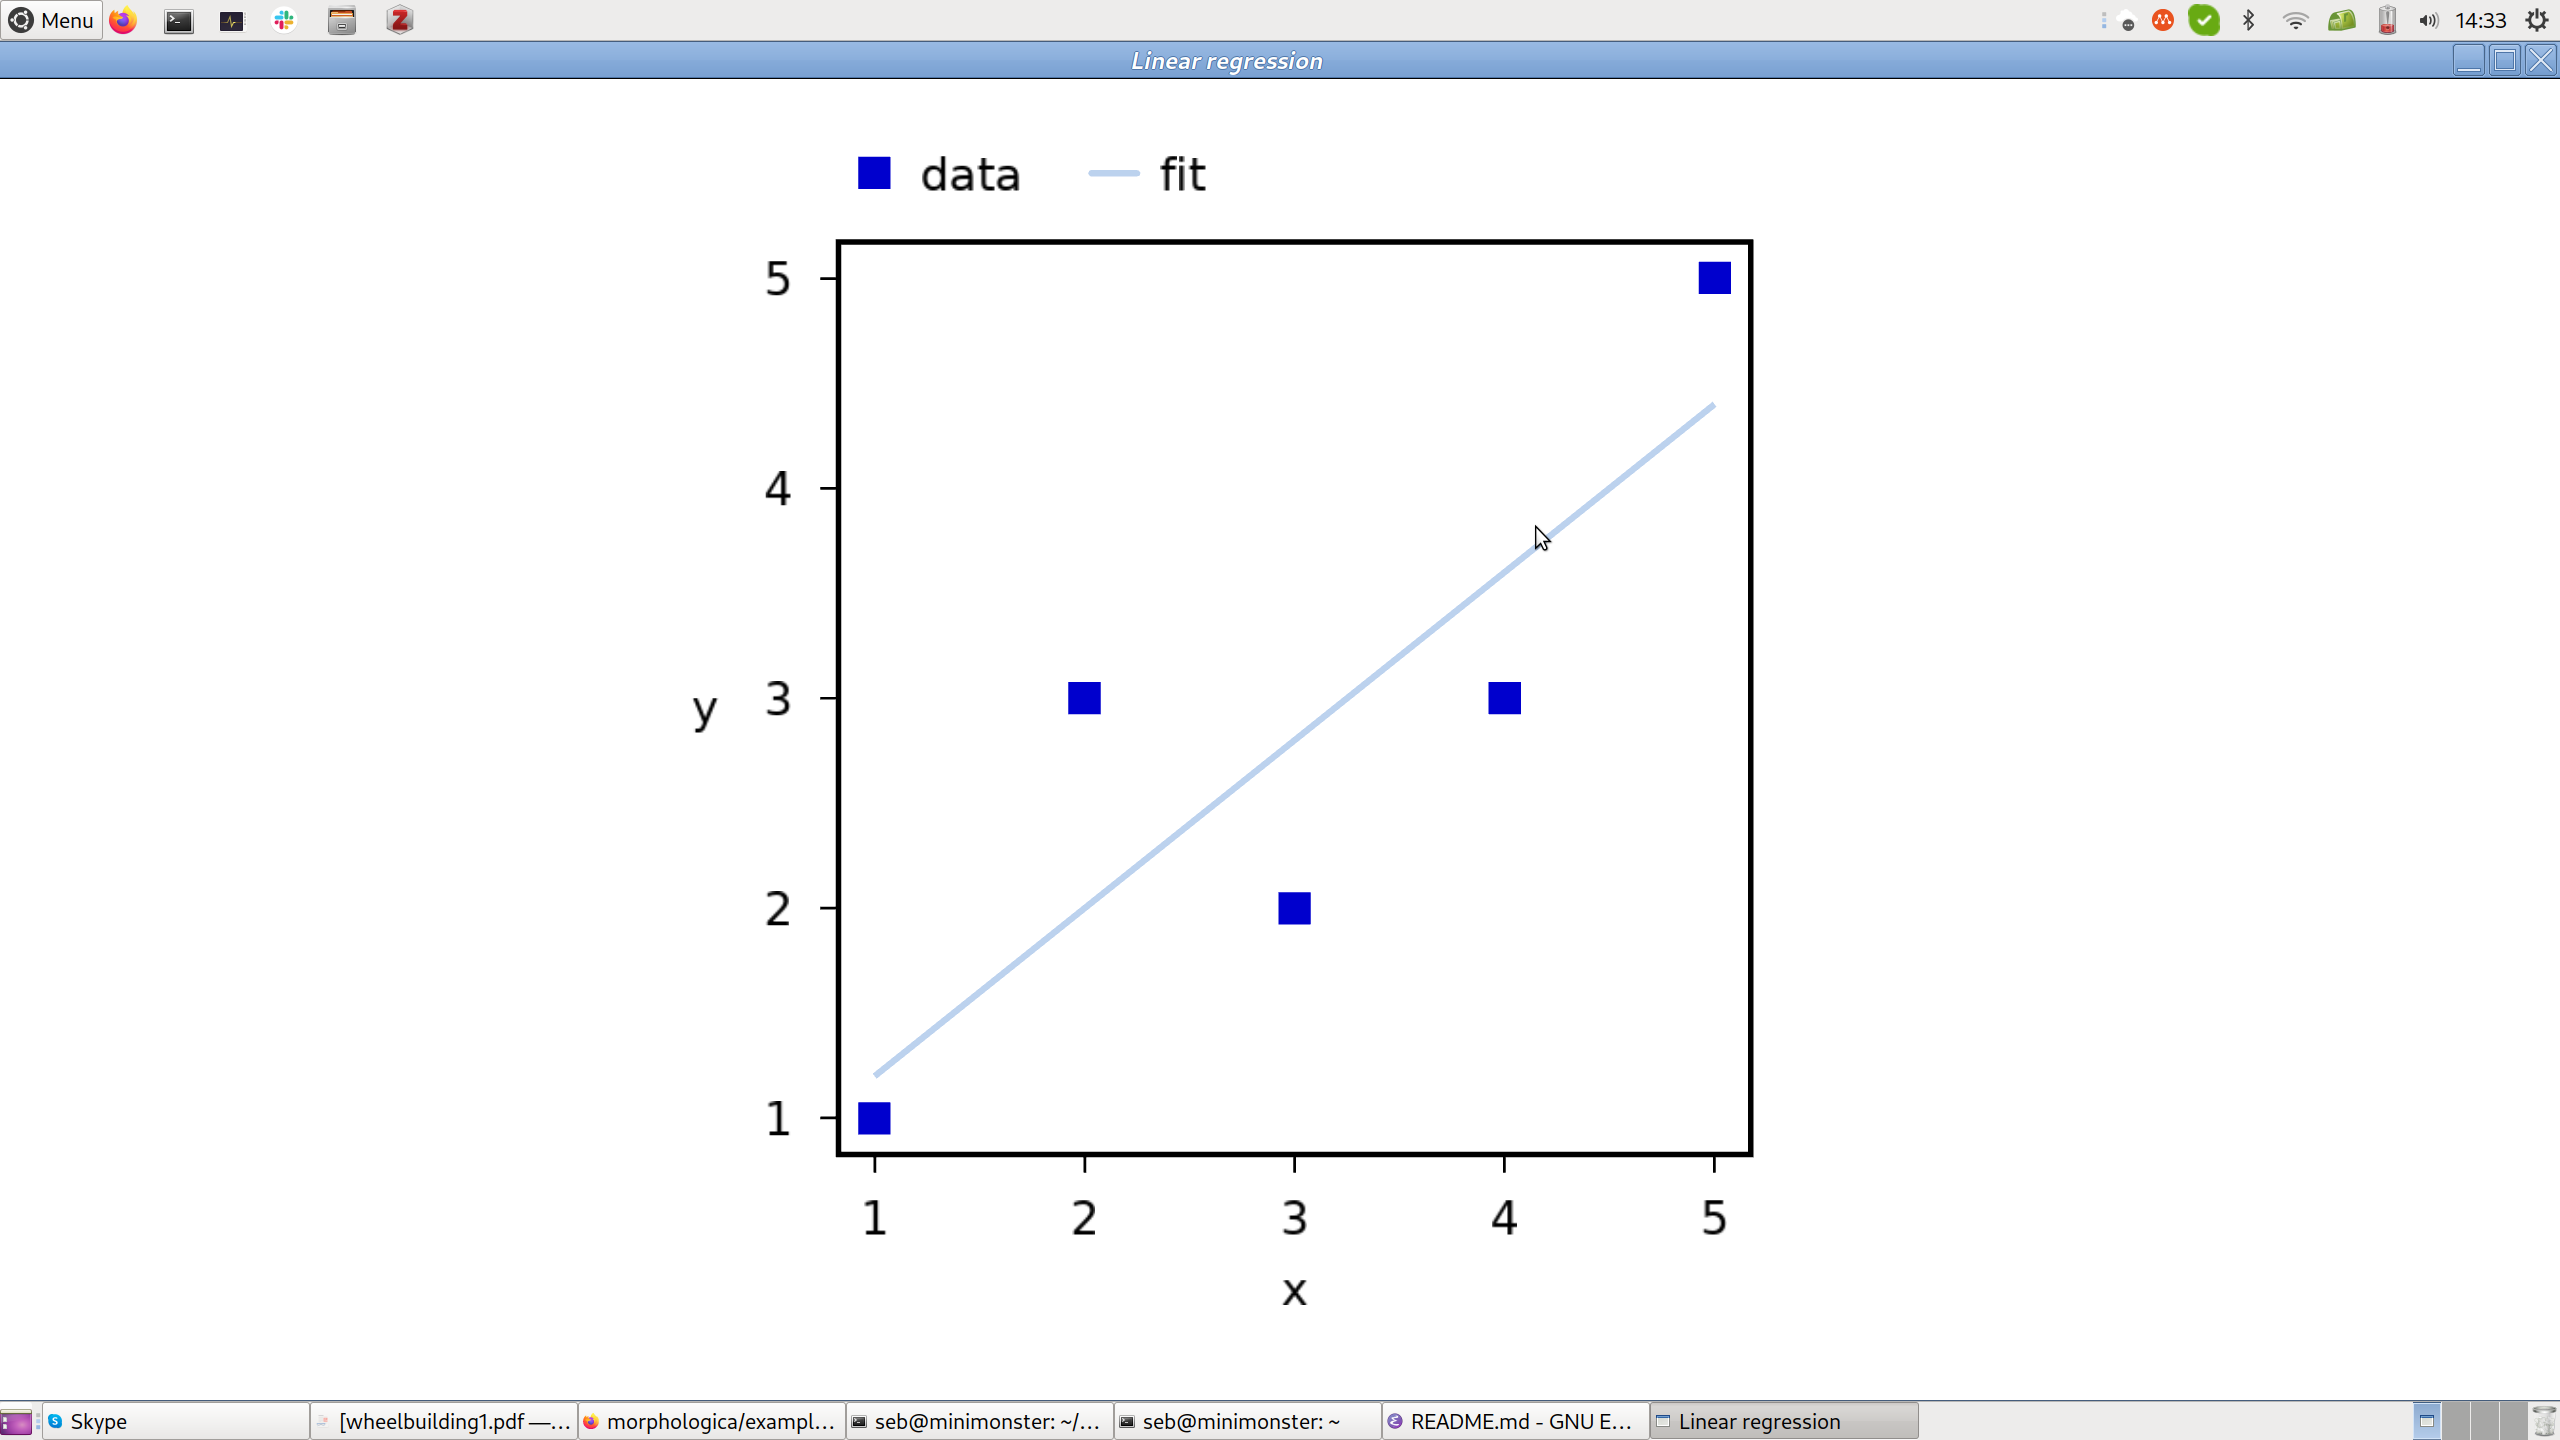 Menu
14:33
Linear regression
data fit
5
4
y 3
2
1
1 2 3 4 5
x
Skype [wheelbuilding1.pdf —... morphologica/exampl... seb@minimonster: ~/... seb@minimonster: ~ README.md - GNU E... Linear regression